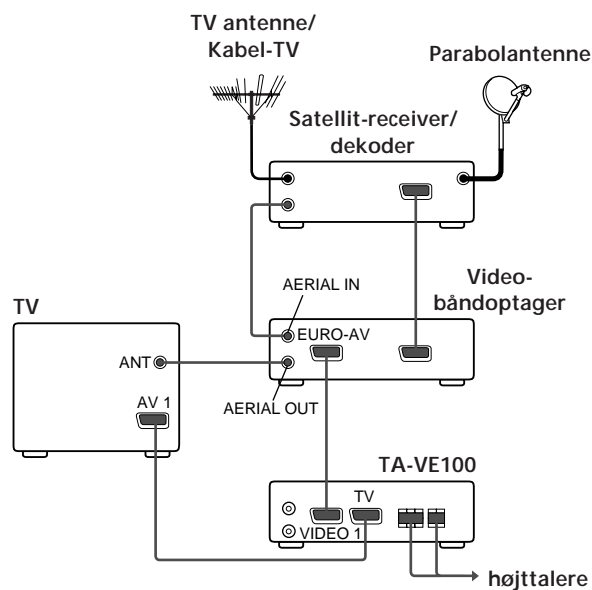 TV antenne/
Kabel-TV
Parabolantenne
Satellit-receiver/
dekoder
AERIAL IN
Video-
båndoptager
TV
EURO-AV
ANT
AERIAL OUT
AV 1
TA-VE100
TV
VIDEO 1
højttalere